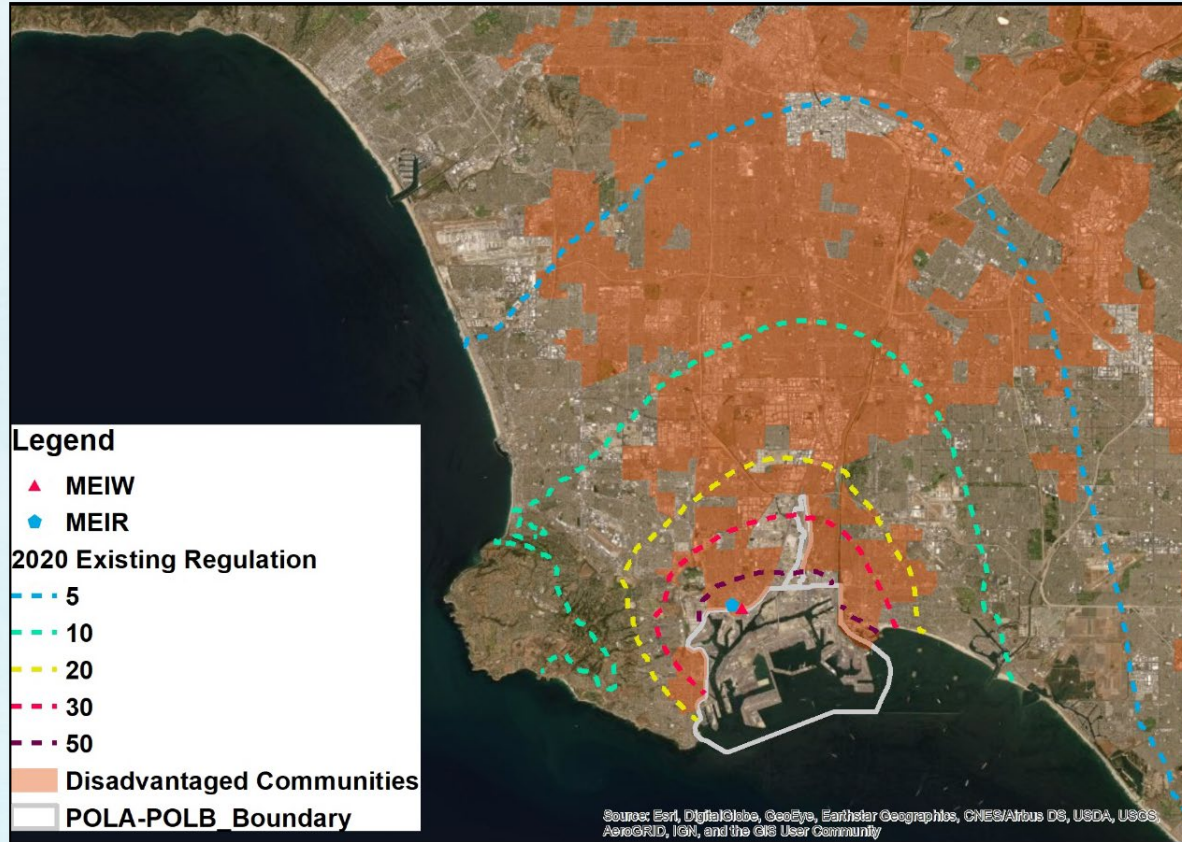 Legend
MEIW
MEIR
2020 Existing Regulation
5
10
20
30
50
Disadvantaged Communities
POLA-POLB_Boundary
Source: Esri, DigitalGlobe, GeoEye, Earthstar Geographics, CNES/Airbus DS, USDA, USGS,
AeroGRID, IGN, and the GIS User Community